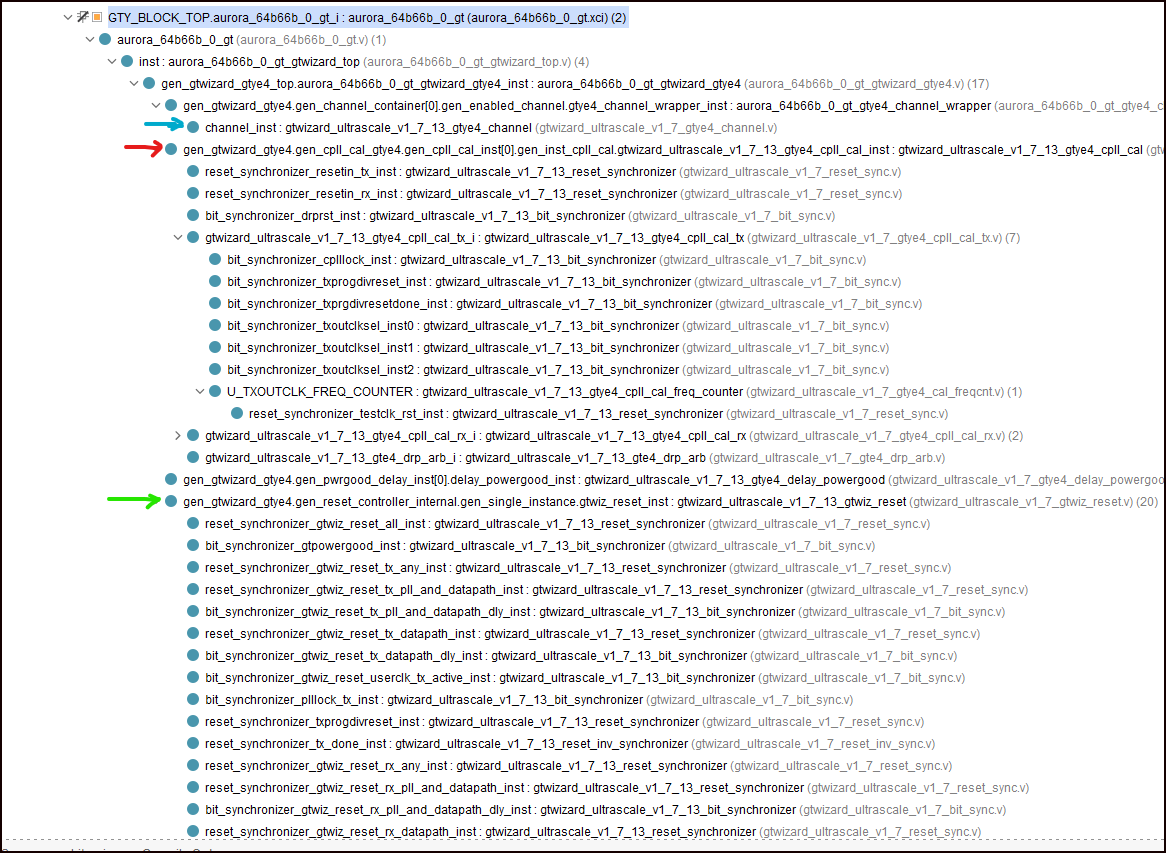 GTY_BLOCK_TOP.aurora_64b66b_0_gt_i : aurora_64b66b_0_gt (aurora_64b66b_0_gt.xci) (2)
aurora_64b66b_0_gt (aurora_64b66b_0_gt.v) (1)
inst : aurora_64b66b_0_gt_gtwizard_top (aurora_64b66b_0_gt_gtwizard_top.v) (4)
gen_gtwizard_gtye4_top.aurora_64b66b_0_gt_gtwizard_gtye4_inst : aurora_64b66b_0_gt_gtwizard_gtye4 (aurora_64b66b_0_gt_gtwizard_gtye4.v) (17)
gen_gtwizard_gtye4.gen_channel_container[0].gen_enabled_channel.gtye4_channel_wrapper_inst : aurora_64b66b_0_gt_gtye4_channel_wrapper (aurora_64b66b_0_gt_gtye4_c
channel_inst : gtwizard_ultrascale_v1_7_13_gtye4_channel (gtwizard_ultrascale_v1_7_gtye4_channel.v)
gen_gtwizard_gtye4.gen_cpll_cal_gtye4.gen_cpll_cal_inst[0].gen_inst_cpll_cal.gtwizard_ultrascale_v1_7_13_gtye4_cpll_cal_inst : gtwizard_ultrascale_v1_7_13_gtye4_cpll_cal (gtw
reset_synchronizer_resetin_tx_inst : gtwizard_ultrascale_v1_7_13_reset_synchronizer (gtwizard_ultrascale_v1_7_reset_sync.v)
reset_synchronizer_resetin_rx_inst : gtwizard_ultrascale_v1_7_13_reset_synchronizer (gtwizard_ultrascale_v1_7_reset_sync.v)
bit_synchronizer_drprst_inst : gtwizard_ultrascale_v1_7_13_bit_synchronizer (gtwizard_ultrascale_v1_7_bit_sync.v)
gtwizard_ultrascale_v1_7_13_gtye4_cpll_cal_tx_i : gtwizard_ultrascale_v1_7_13_gtye4_cpll_cal_tx (gtwizard_ultrascale_v1_7_gtye4_cpll_cal_tx.v) (7)
bit_synchronizer_cplllock_inst : gtwizard_ultrascale_v1_7_13_bit_synchronizer (gtwizard_ultrascale_v1_7_bit_sync.v)
bit_synchronizer_txprogdivreset_inst : gtwizard_ultrascale_v1_7_13_bit_synchronizer (gtwizard_ultrascale_v1_7_bit_sync.v)
bit_synchronizer_txprgdivresetdone_inst : gtwizard_ultrascale_v1_7_13_bit_synchronizer (gtwizard_ultrascale_v1_7_bit_sync.v)
bit_synchronizer_txoutclksel_inst0 : gtwizard_ultrascale_v1_7_13_bit_synchronizer (gtwizard_ultrascale_v1_7_bit_sync.v)
bit_synchronizer_txoutclksel_inst1 : gtwizard_ultrascale_v1_7_13_bit_synchronizer (gtwizard_ultrascale_v1_7_bit_sync.v)
bit_synchronizer_txoutclksel_inst2 : gtwizard_ultrascale_v1_7_13_bit_synchronizer (gtwizard_ultrascale_v1_7_bit_sync.v)
U_TXOUTCLK_FREQ_COUNTER : gtwizard_ultrascale_v1_7_13_gtye4_cpll_cal_freq_counter (gtwizard_ultrascale_v1_7_gtye4_cpll_cal_freqcnt.v) (1)
reset_synchronizer_testclk_rst_inst : gtwizard_ultrascale_v1_7_13_reset_synchronizer (gtwizard_ultrascale_v1_7_reset_sync.v)
gtwizard_ultrascale_v1_7_13_gtye4_cpll_cal_rx_i : gtwizard_ultrascale_v1_7_13_gtye4_cpll_cal_rx (gtwizard_ultrascale_v1_7_gtye4_cpll_cal_rx.v) (2)
gtwizard_ultrascale_v1_7_13_gte4_drp_arb_i : gtwizard_ultrascale_v1_7_13_gte4_drp_arb (gtwizard_ultrascale_v1_7_gte4_drp_arb.v)
gen_gtwizard_gtye4.gen_pwrgood_delay_inst[0].delay_powergood_inst : gtwizard_ultrascale_v1_7_13_gtye4_delay_powergood (gtwizard_ultrascale_v1_7_gtye4_delay_powergoo
gen_gtwizard_gtye4.gen_reset_controller_internal.gen_single_instance.gtwiz_reset_inst : gtwizard_ultrascale_v1_7_13_gtwiz_reset (gtwizard_ultrascale_v1_7_gtwiz_reset.v) (20)
reset_synchronizer_gtwiz_reset_all_inst : gtwizard_ultrascale_v1_7_13_reset_synchronizer (gtwizard_ultrascale_v1_7_reset_sync.v)
bit_synchronizer_gtpowergood_inst : gtwizard_ultrascale_v1_7_13_bit_synchronizer (gtwizard_ultrascale_v1_7_bit_sync.v)
reset_synchronizer_gtwiz_reset_tx_any_inst : gtwizard_ultrascale_v1_7_13_reset_synchronizer (gtwizard_ultrascale_v1_7_reset_sync.v)
reset_synchronizer_gtwiz_reset_tx_pll_and_datapath_inst : gtwizard_ultrascale_v1_7_13_reset_synchronizer (gtwizard_ultrascale_v1_7_reset_sync.v)
bit_synchronizer_gtwiz_reset_tx_pll_and_datapath_dly_inst : gtwizard_ultrascale_v1_7_13_bit_synchronizer (gtwizard_ultrascale_v1_7_bit_sync.v)
reset_synchronizer_gtwiz_reset_tx_datapath_inst : gtwizard_ultrascale_v1_7_13_reset_synchronizer (gtwizard_ultrascale_v1_7_reset_sync.v)
bit_synchronizer_gtwiz_reset_tx_datapath_dly_inst : gtwizard_ultrascale_v1_7_13_bit_synchronizer (gtwizard_ultrascale_v1_7_bit_sync.v)
bit_synchronizer_gtwiz_reset_userclk_tx_active_inst : gtwizard_ultrascale_v1_7_13_bit_synchronizer (gtwizard_ultrascale_v1_7_bit_sync.v)
bit_synchronizer_plllock_tx_inst : gtwizard_ultrascale_v1_7_13_bit_synchronizer (gtwizard_ultrascale_v1_7_bit_sync.v)
reset_synchronizer_txprogdivreset_inst : gtwizard_ultrascale_v1_7_13_reset_synchronizer (gtwizard_ultrascale_v1_7_reset_sync.v)
reset_synchronizer_tx_done_inst : gtwizard_ultrascale_v1_7_13_reset_inv_synchronizer (gtwizard_ultrascale_v1_7_reset_inv_sync.v)
reset_synchronizer_gtwiz_reset_rx_any_inst : gtwizard_ultrascale_v1_7_13_reset_synchronizer (gtwizard_ultrascale_v1_7_reset_sync.v)
reset_synchronizer_gtwiz_reset_rx_pll_and_datapath_inst : gtwizard_ultrascale_v1_7_13_reset_synchronizer (gtwizard_ultrascale_v1_7_reset_sync.v)
bit_synchronizer_gtwiz_reset_rx_pll_and_datapath_dly_inst : gtwizard_ultrascale_v1_7_13_bit_synchronizer (gtwizard_ultrascale_v1_7_bit_sync.v)
reset_synchronizer_gtwiz_reset_rx_datapath_inst : gtwizard_ultrascale_v1_7_13_reset_synchronizer (gtwizard_ultrascale_v1_7_reset_sync.v)